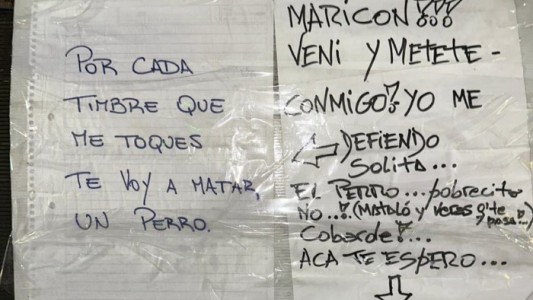 POR CADA
TIMBRE QUE
ME TOQUES
TE VOY A MATAR,
UN PERRO.
MARICON!!!
VENI Y METETE-
CONMIGO! YO ME
DEFIENDO
SOLITA...
EL PERRO... pobrecito
NO..!! (MATALO y VERAS q' te
pasa..)
Cobarde!...
ACA TE ESPERO...